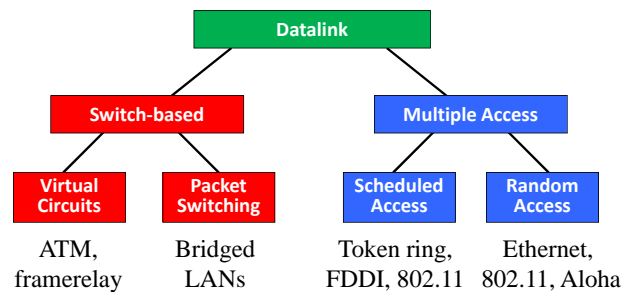 Datalink
Switch-based
Multiple Access
Virtual
Circuits
Packet
Switching
Scheduled
Access
Random
Access
ATM,
framerelay
Bridged
LANs
Token ring,
FDDI, 802.11
Ethernet,
802.11, Aloha